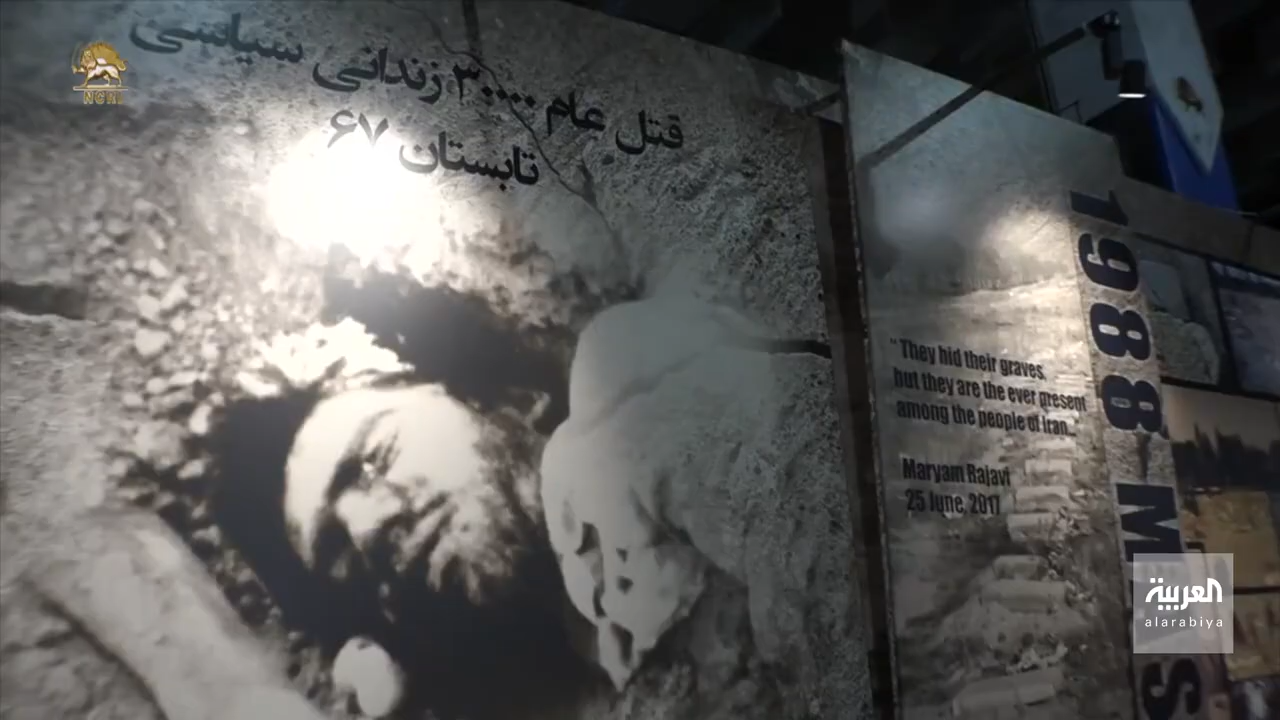 قتل عام ۳۰۰۰۰ زندانی سیاسی
تابستان ۶۷
NCRI
" They hid their graves,
but they are the ever present
among the people of Iran..."
Maryam Rajavi
25 June, 2017
1988
العربية
alarabiya